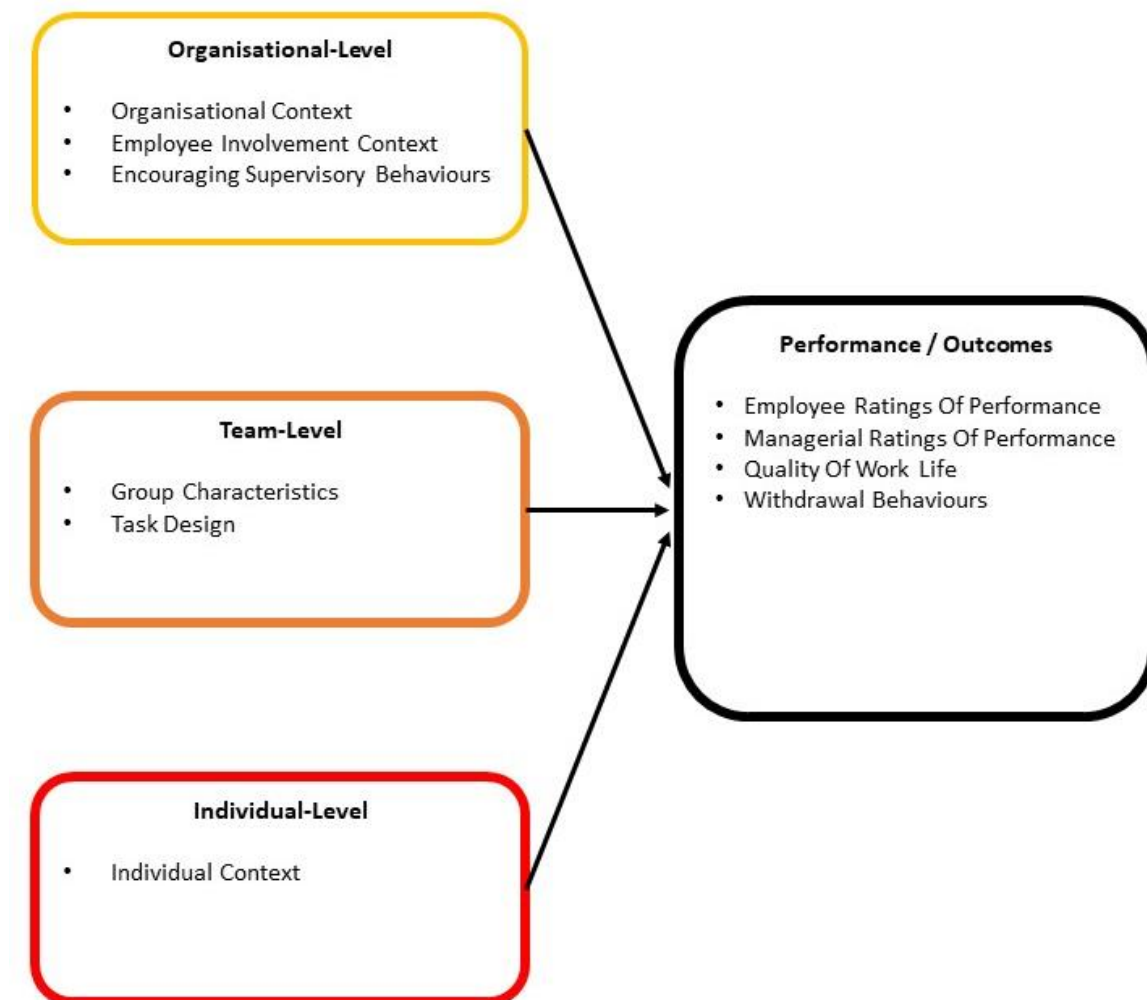 Organisational-Level
• Organisational Context
• Employee Involvement Context
• Encouraging Supervisory Behaviours
Team-Level
• Group Characteristics
• Task Design
Individual-Level
• Individual Context
Performance / Outcomes
• Employee Ratings Of Performance
• Managerial Ratings Of Performance
• Quality Of Work Life
• Withdrawal Behaviours